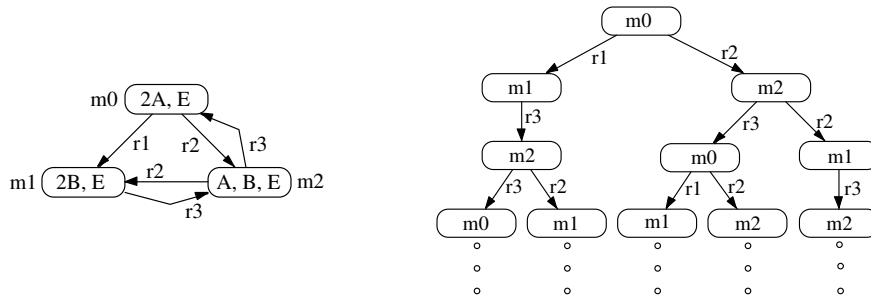 m0 2A, E
r1 r2 r3
m1 2B, E r2 A, B, E m2
r3
m0
r1 r2
m1 m2
r3 r3 r2
m2 m0 m1
r3 r2 r1 r2 r3
m0 m1 m1 m2 m2